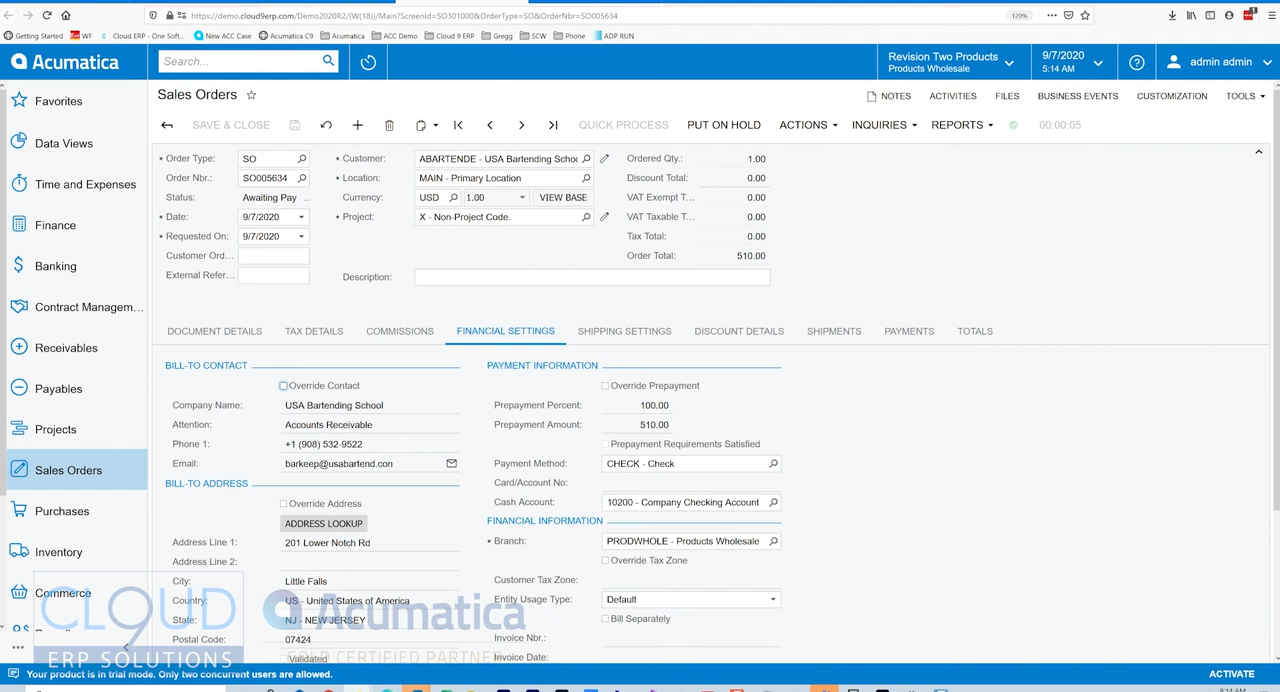 https://demo.cloud9erp.com/Demo2020R2/(W(18))/Main?ScreenId=SO301000&OrderType=SO&OrderNbr=SO005634
120%
Getting Started
WF
Cloud ERP - One Soft...
New ACC Case
Acumatica C9
Acumatica
ACC Demo
Cloud 9 ERP
Gregg
SCW
Phone
ADP RUN
Acumatica
Search...
Revision Two Products
Products Wholesale
9/7/2020
5:14 AM
admin admin
Favorites
Data Views
Time and Expenses
Finance
Banking
Contract Managem...
Receivables
Payables
Projects
Sales Orders
Purchases
Inventory
Commerce
Sales Orders
NOTES
ACTIVITIES
FILES
BUSINESS EVENTS
CUSTOMIZATION
TOOLS
SAVE & CLOSE
QUICK PROCESS
PUT ON HOLD
ACTIONS
INQUIRIES
REPORTS
00:00:05
Order Type: SO
Order Nbr.: SO005634
Status: Awaiting Pay ..
Date: 9/7/2020
Requested On: 9/7/2020
Customer Ord...
External Refer...
Customer: ABARTENDE - USA Bartending Schoo
Location: MAIN - Primary Location
Currency: USD 1.00 VIEW BASE
Project: X - Non-Project Code.
Description:
Ordered Qty.: 1.00
Discount Total: 0.00
VAT Exempt T... 0.00
VAT Taxable T... 0.00
Tax Total: 0.00
Order Total: 510.00
DOCUMENT DETAILS
TAX DETAILS
COMMISSIONS
FINANCIAL SETTINGS
SHIPPING SETTINGS
DISCOUNT DETAILS
SHIPMENTS
PAYMENTS
TOTALS
BILL-TO CONTACT
Override Contact
Company Name: USA Bartending School
Attention: Accounts Receivable
Phone 1: +1 (908) 532-9522
Email: barkeep@usabartend.con
BILL-TO ADDRESS
Override Address
ADDRESS LOOKUP
Address Line 1: 201 Lower Notch Rd
Address Line 2:
City: Little Falls
Country: US - United States of America
State: NJ - NEW JERSEY
Postal Code: 07424
Validated
PAYMENT INFORMATION
Override Prepayment
Prepayment Percent: 100.00
Prepayment Amount: 510.00
Prepayment Requirements Satisfied
Payment Method: CHECK - Check
Card/Account No:
Cash Account: 10200 - Company Checking Account
FINANCIAL INFORMATION
Branch: PRODWHOLE - Products Wholesale
Override Tax Zone
Customer Tax Zone:
Entity Usage Type: Default
Bill Separately
Invoice Nbr.:
Invoice Date:
CLOUD 9
ERP SOLUTIONS
Acumatica
GOLD CERTIFIED PARTNER
Your product is in trial mode. Only two concurrent users are allowed.
ACTIVATE